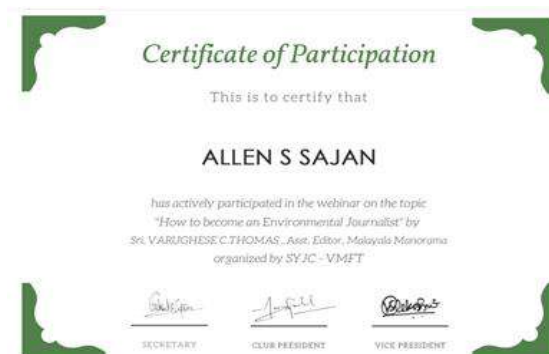 Certificate of Participation
This is to certify that
ALLEN S SAJAN
has actively participated in the webinar on the topic
"How to become an Environmental Journalist" by
Sri. VARUGHESE C.THOMAS , Asst. Editor, Malayala Manorama
organized by SYJC - VMFT
SECRETARY CLUB PRESIDENT VICE PRESIDENT